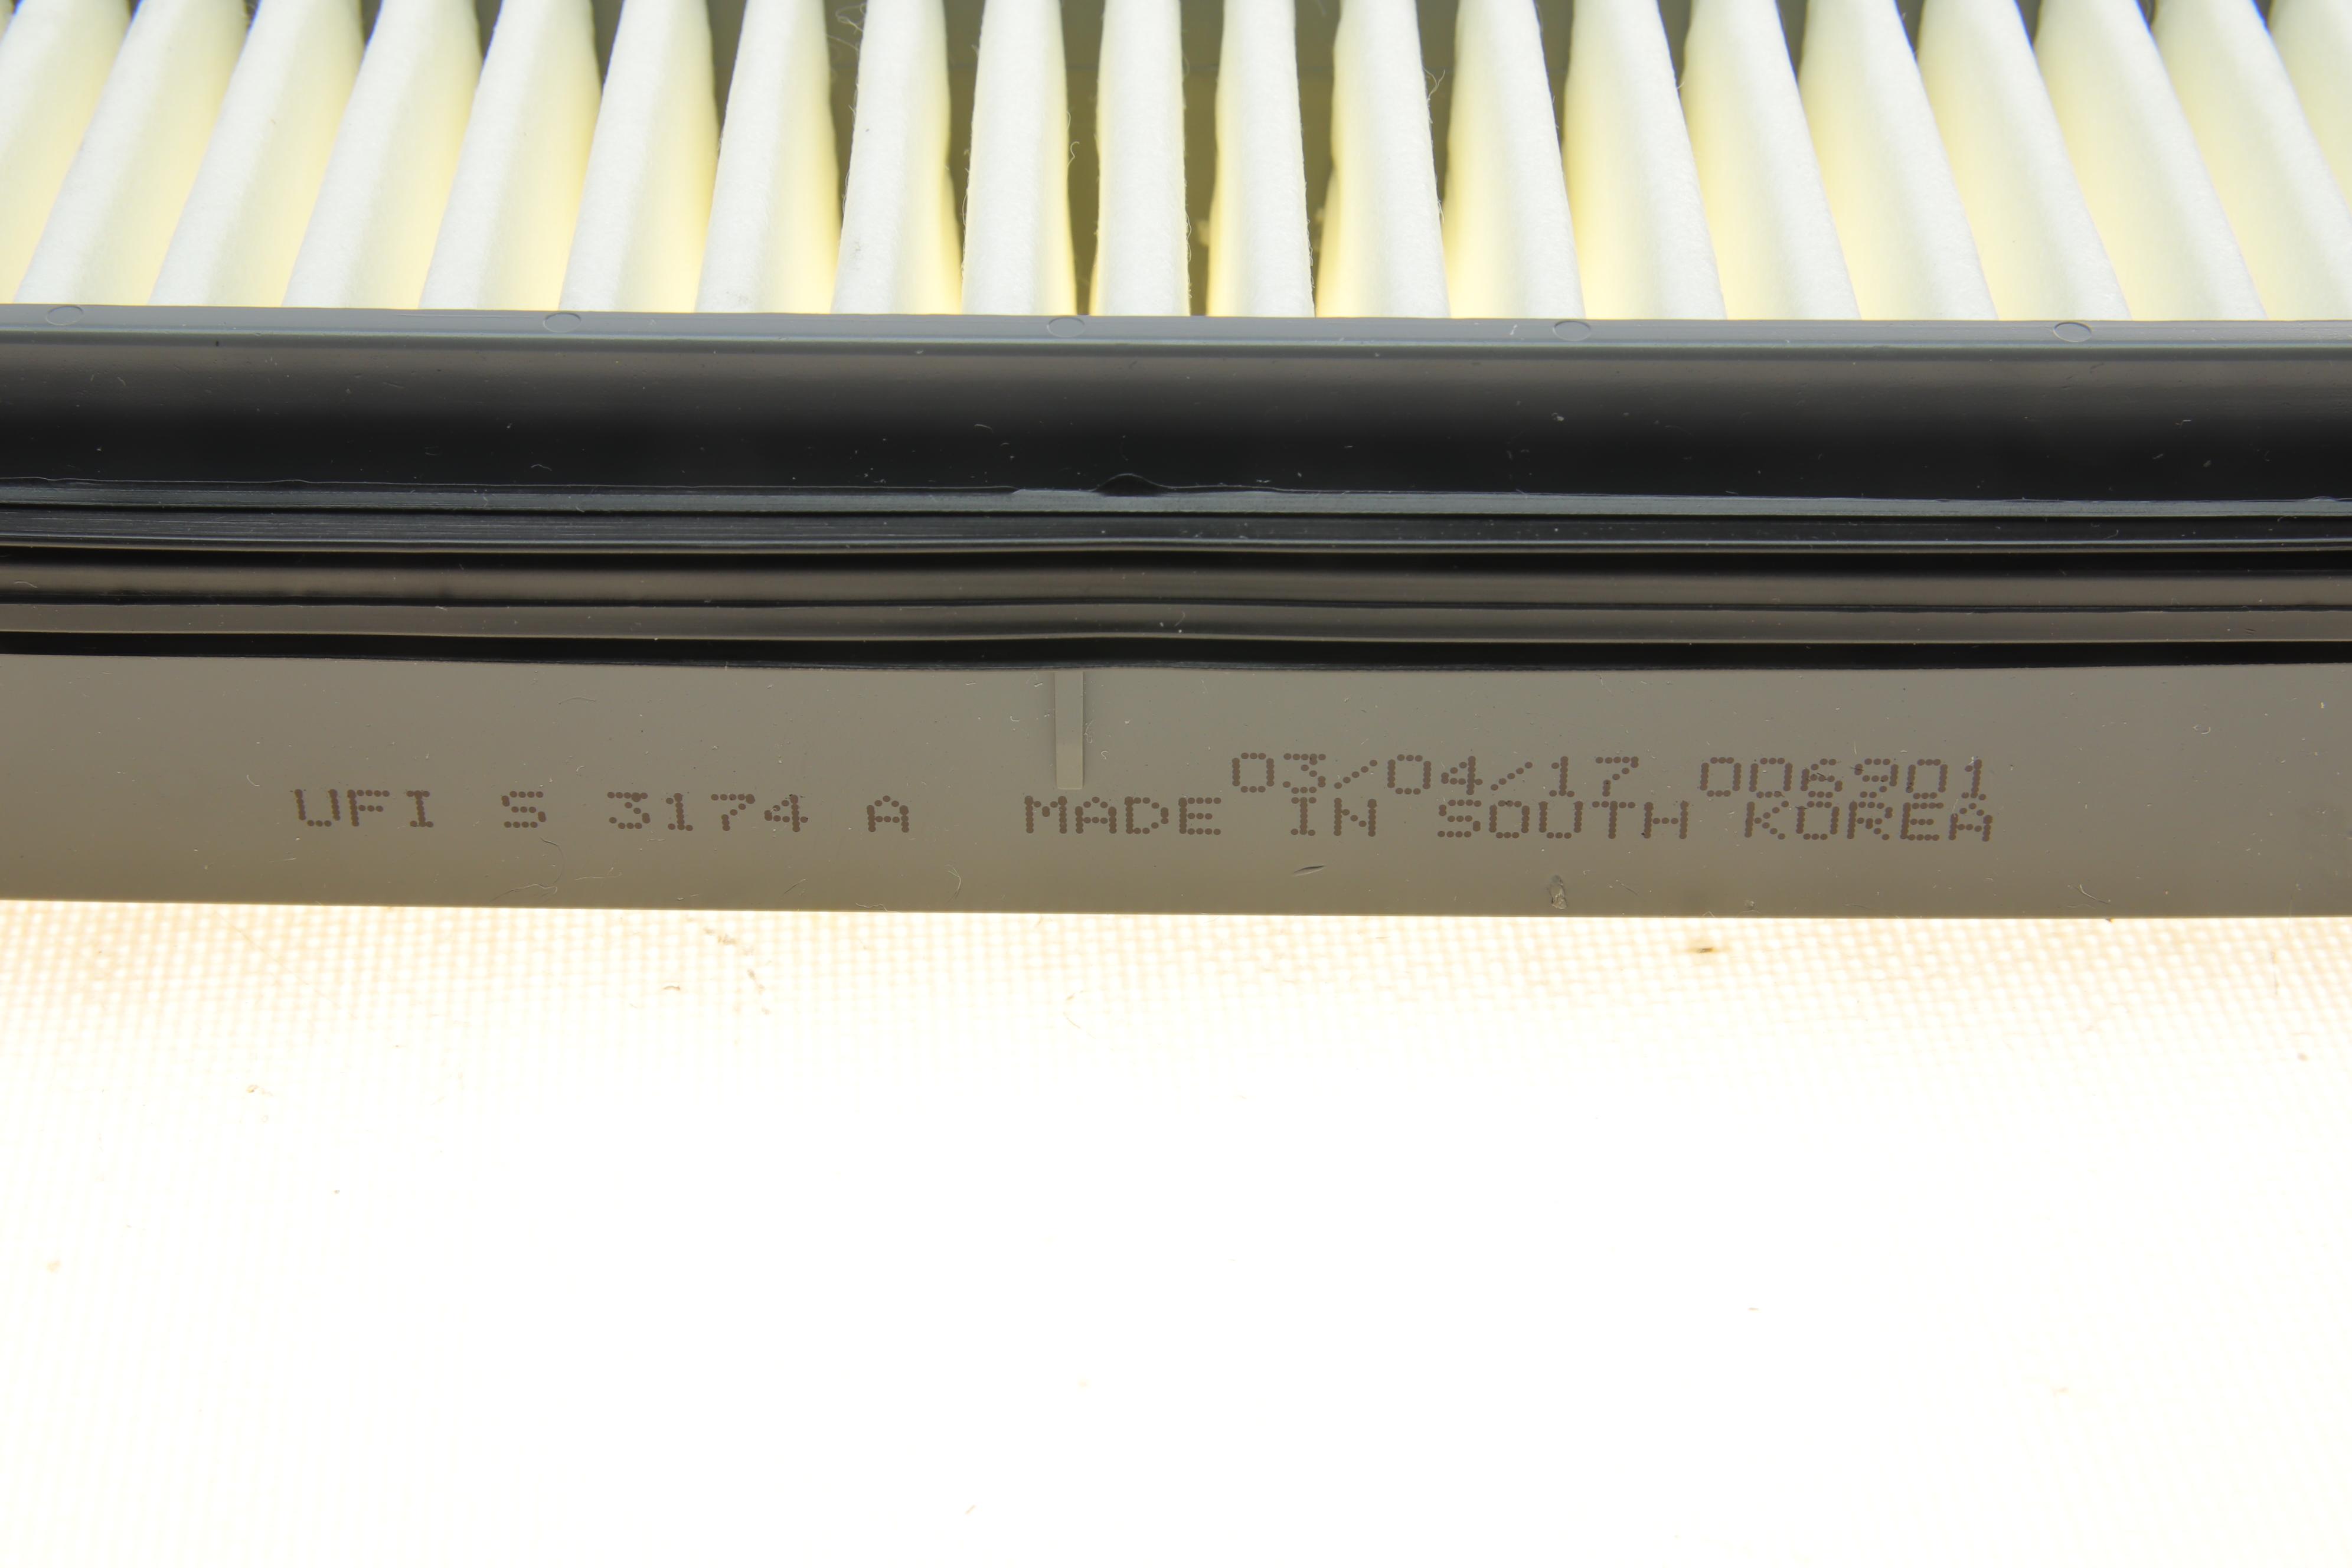 03/04/17 006901
UFI S 3174 A MADE IN SOUTH KOREA